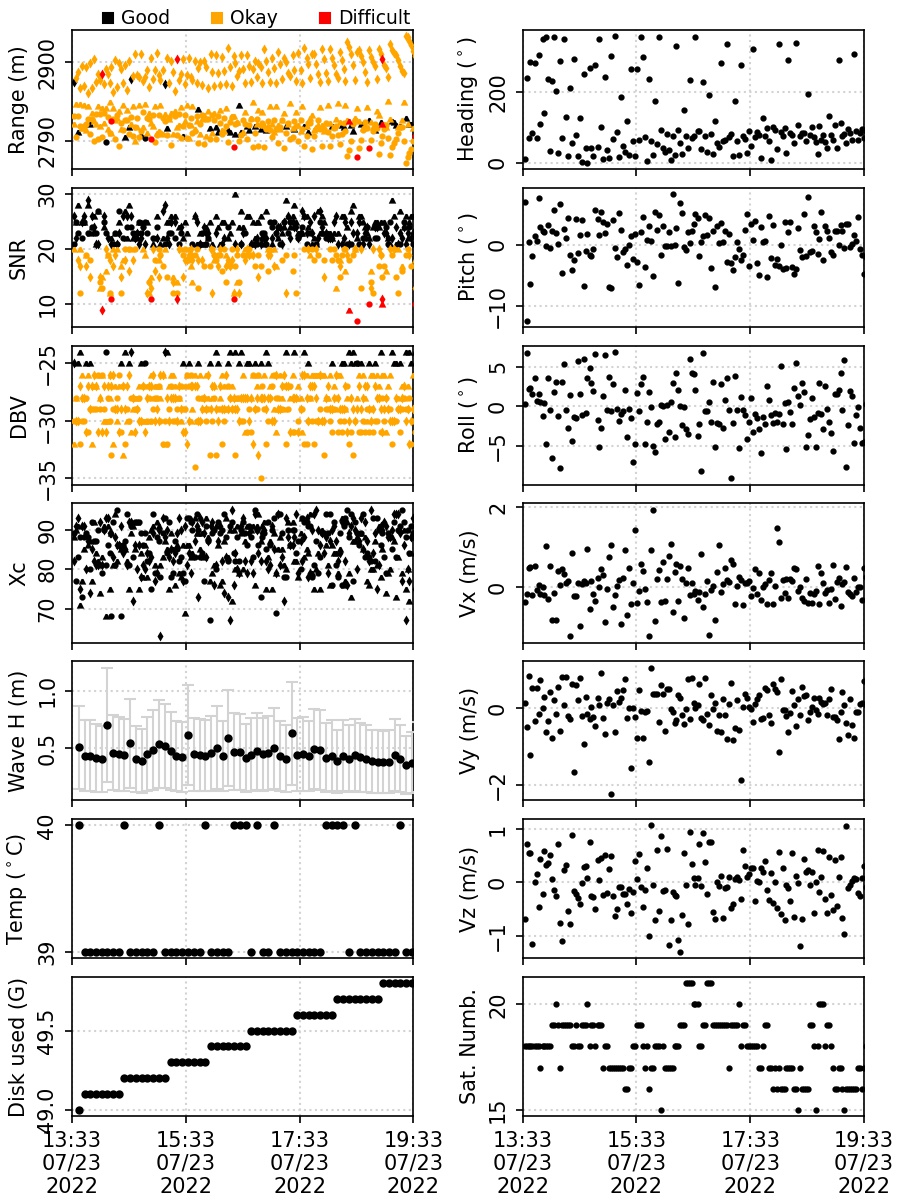 Good Okay Difficult
Range (m)
2900
2790
Heading (°)
200
0
SNR
30
20
10
Pitch (°)
0
−10
DBV
−25
−30
−35
Roll (°)
5
0
−5
Xc
90
80
70
Vx (m/s)
2
0
Wave H (m)
1.0
0.5
Vy (m/s)
0
−2
Temp (°C)
40
39
Vz (m/s)
1
0
−1
Disk used (G)
49.5
49.0
Sat. Numb.
20
15
13:33 15:33 17:33 19:33
07/23 07/23 07/23 07/23
2022 2022 2022 2022
13:33 15:33 17:33 19:33
07/23 07/23 07/23 07/23
2022 2022 2022 2022